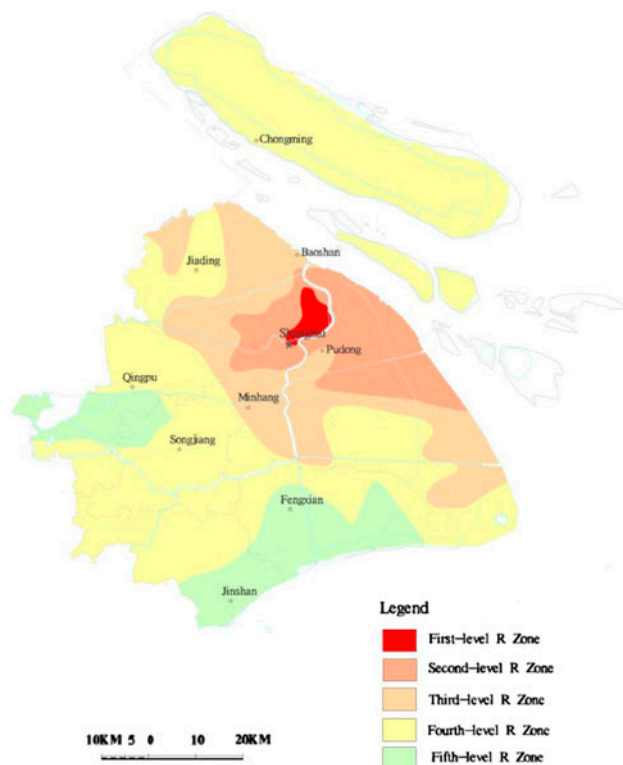 Chongming
Baoshan
Jiading
Shanghai
Pudong
Qingpu
Minhang
Songjiang
Fengxian
Jinshan
Legend
First-level R Zone
Second-level R Zone
Third-level R Zone
Fourth-level R Zone
Fifth-level R Zone
10KM 5 0 10 20KM